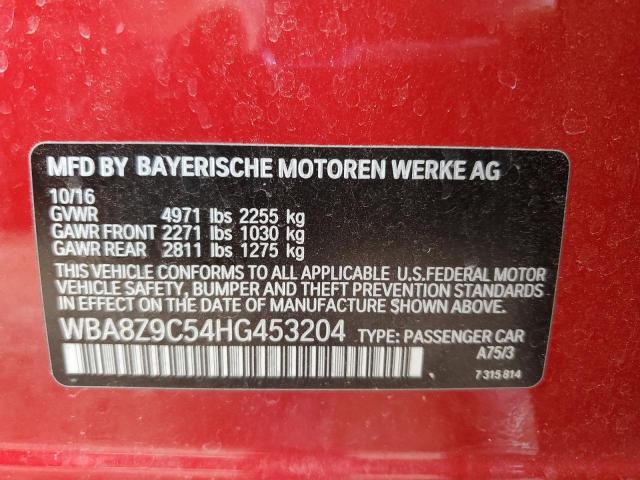 MFD BY BAYERISCHE MOTOREN WERKE AG
10/16
GVWR 4971 lbs 2255 kg
GAWR FRONT 2271 lbs 1030 kg
GAWR REAR 2811 lbs 1275 kg
THIS VEHICLE CONFORMS TO ALL APPLICABLE U.S.FEDERAL MOTOR
VEHICLE SAFETY, BUMPER AND THEFT PREVENTION STANDARDS
IN EFFECT ON THE DATE OF MANUFACTURE SHOWN ABOVE.
WBA8Z9C54HG453204 TYPE: PASSENGER CAR
A75/3
7 315 814